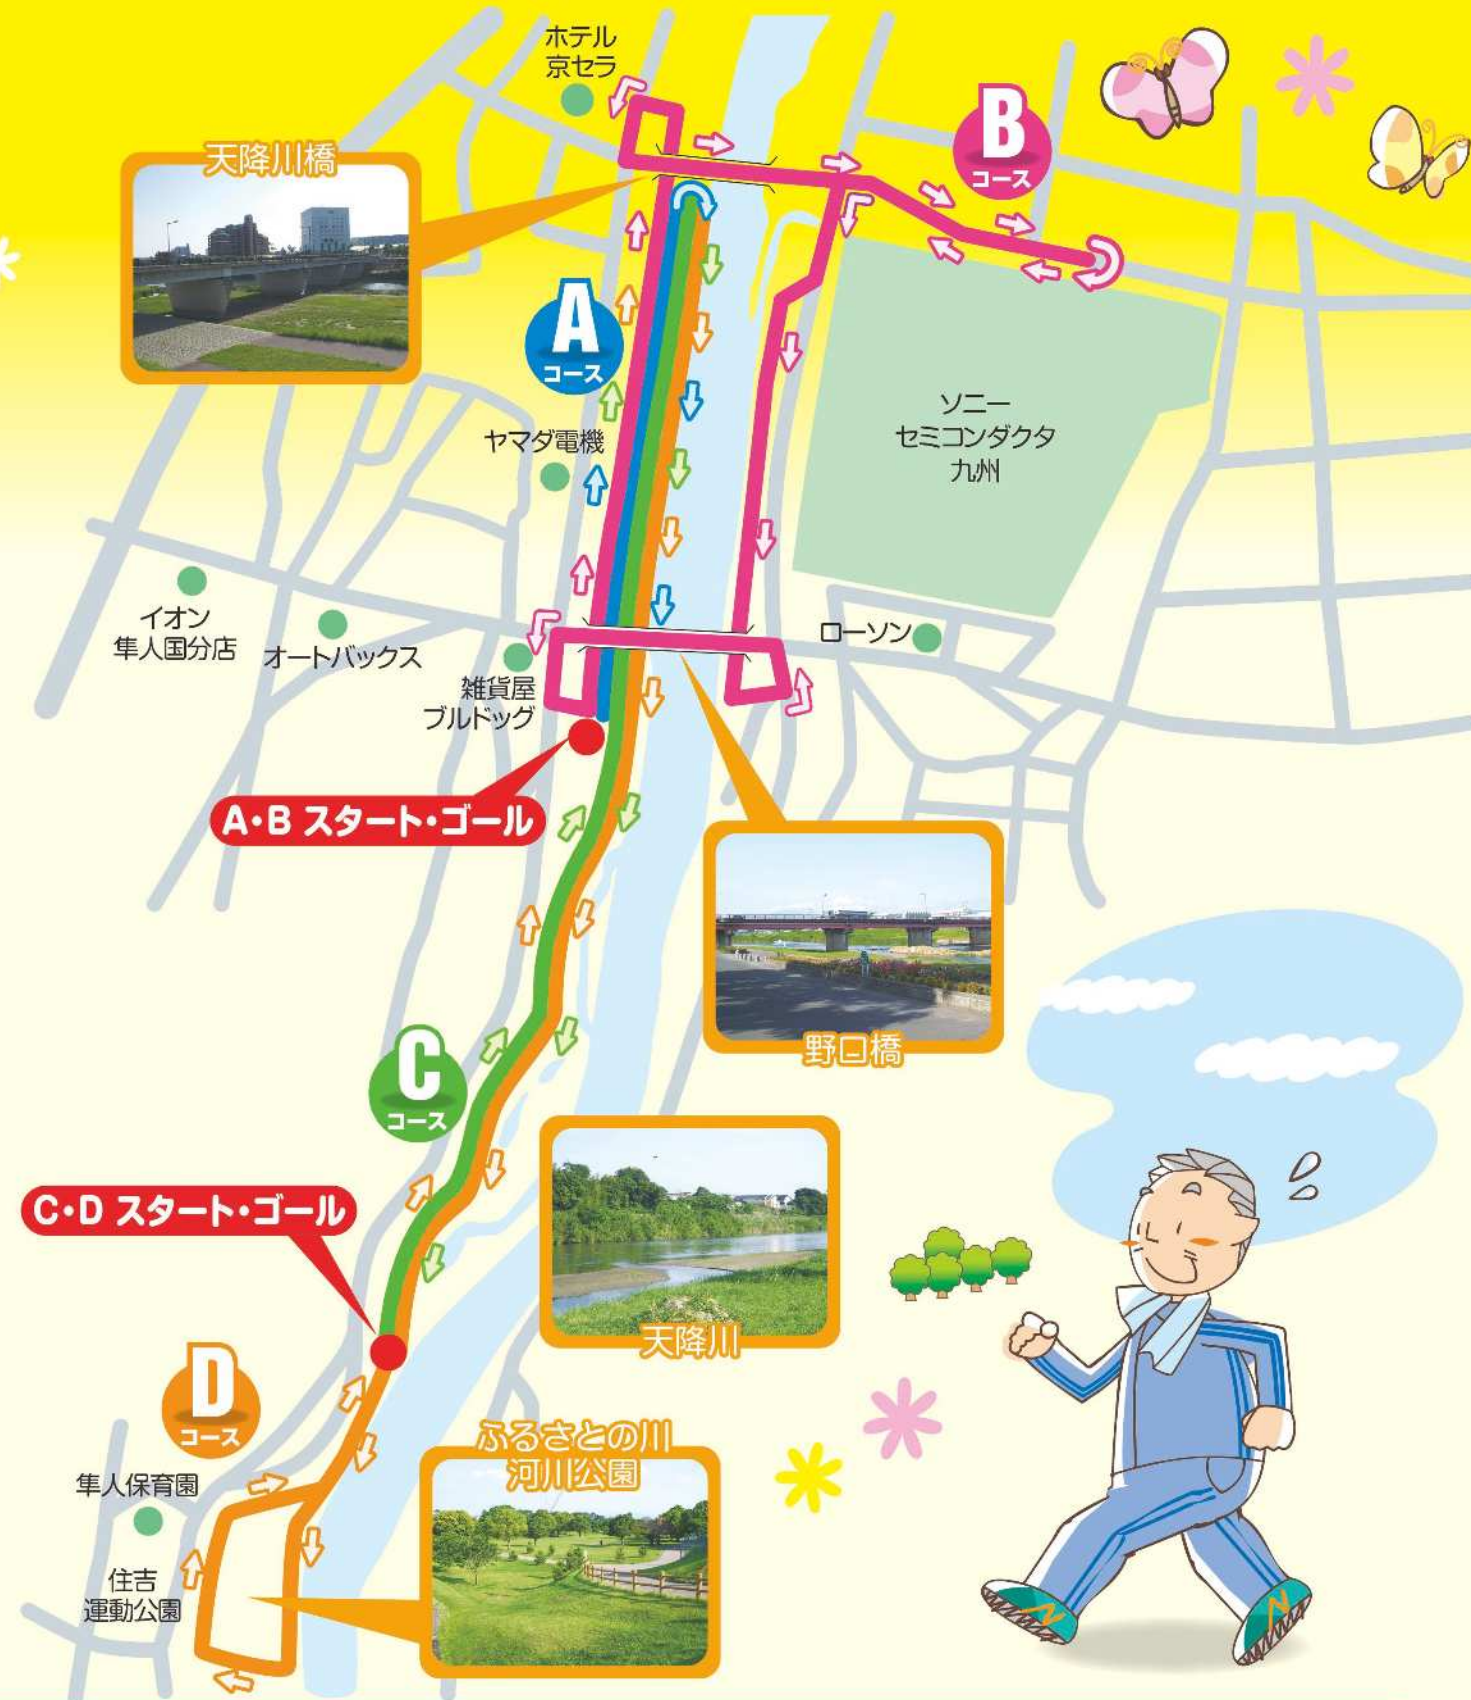 ホテル
京セラ
B
コース
天降川橋
A
コース
ヤマダ電機
ソニー
セミコンダクタ
九州
イオン
隼人国分店
オートバックス
雑貨屋
ブルドッグ
ローソン
A・B スタート・ゴール
野口橋
C
コース
C・D スタート・ゴール
天降川
D
コース
ふるさとの川
河川公園
隼人保育園
住吉
運動公園